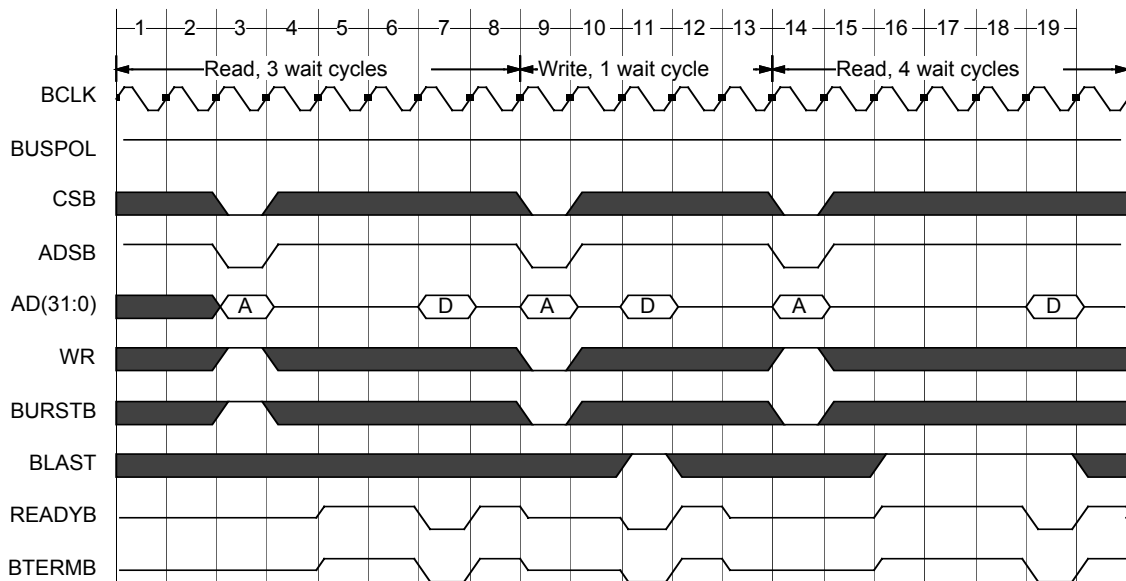 1 2 3 4 5 6 7 8 9 10 11 12 13 14 15 16 17 18 19
Read, 3 wait cycles Write, 1 wait cycle Read, 4 wait cycles
BCLK
BUSPOL
CSB
ADSB
AD(31:0) A D A D A D
WR
BURSTB
BLAST
READYB
BTERMB